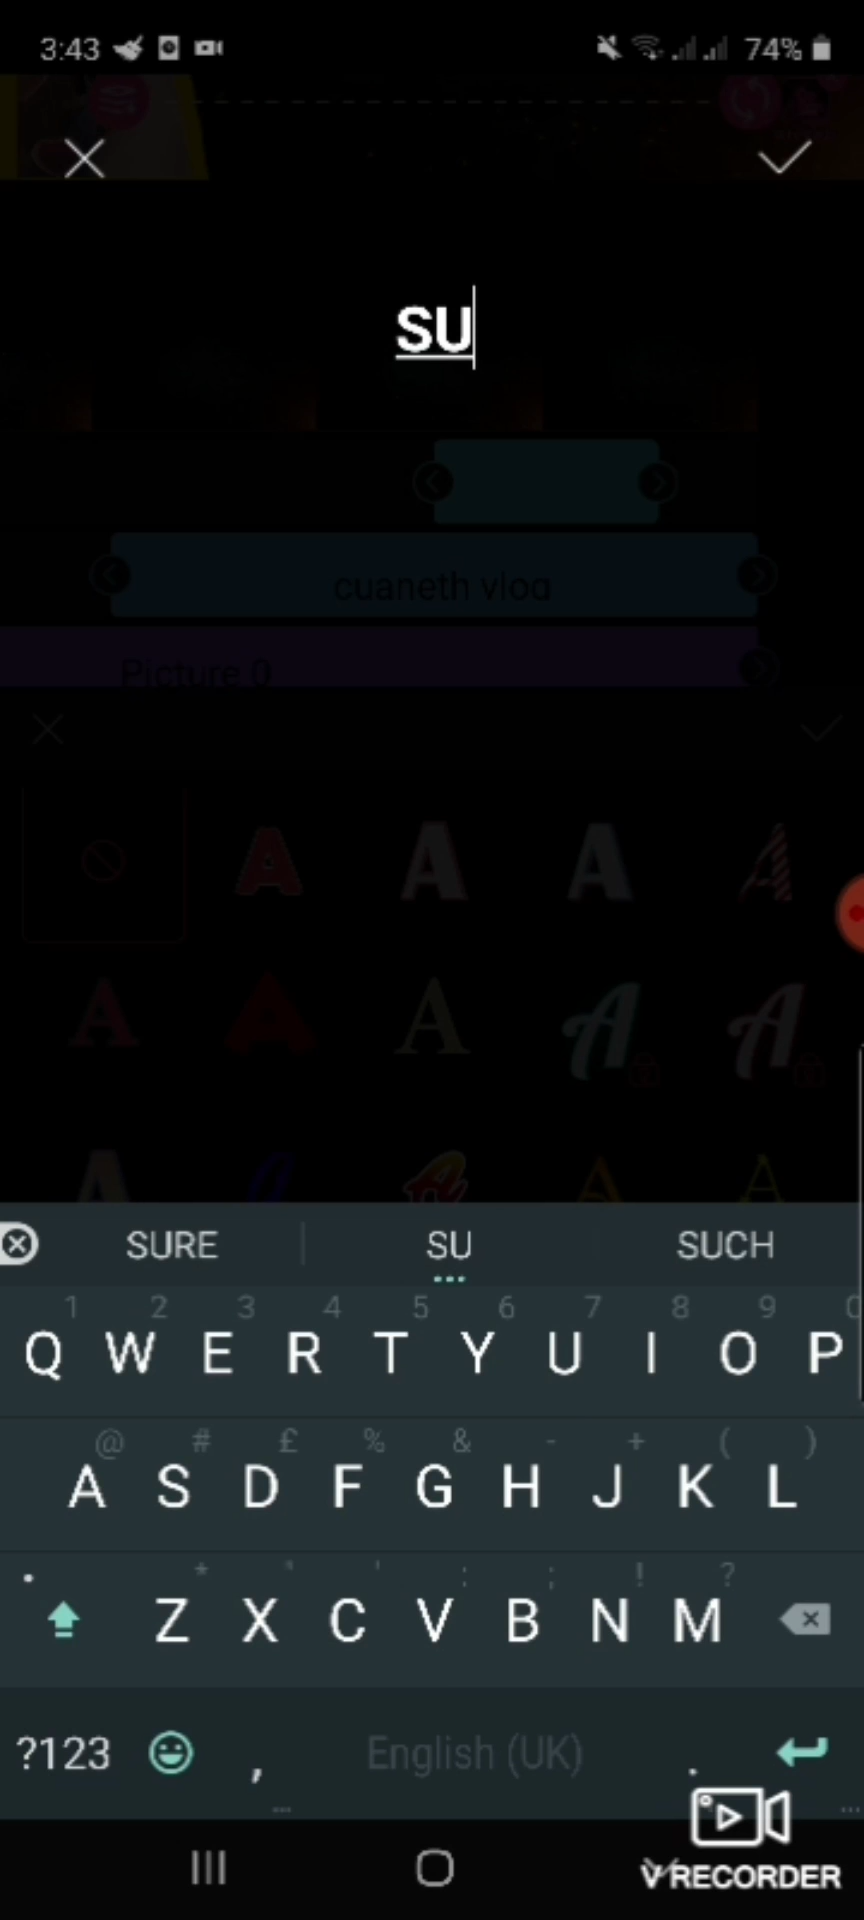 3:43 74%
SU
cuaneth vlog
Picture 0
A A A A
A A A A A
A A A A A
SURE SU SUCH
1 2 3 4 5 6 7 8 9 0
Q W E R T Y U I O P
@ # £ % & - + ( )
A S D F G H J K L
* " ' : ; ! ?
Z X C V B N M
?123 , English (UK) .
V RECORDER